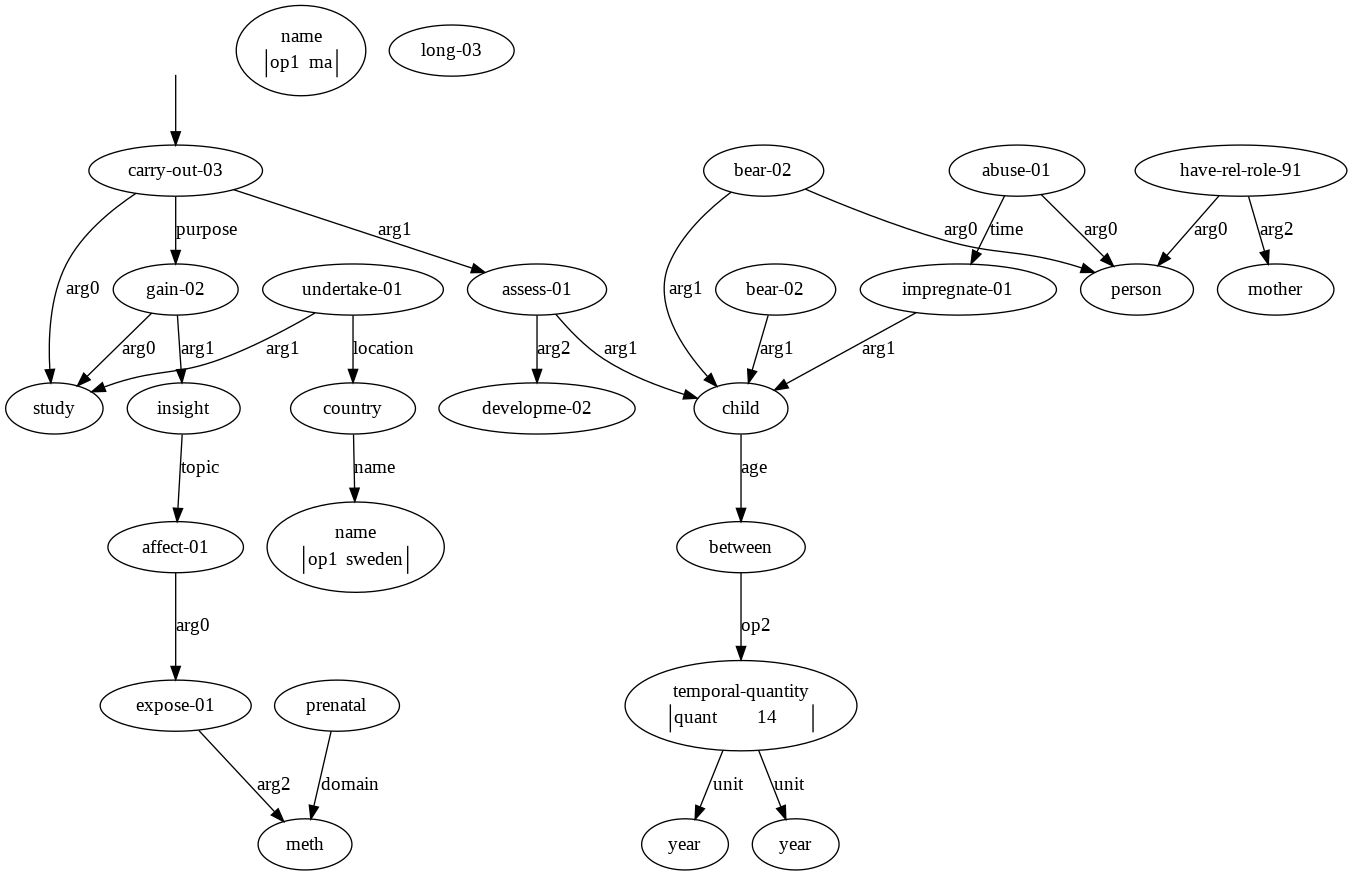 name
op1 ma
long-03
carry-out-03
bear-02
abuse-01
have-rel-role-91
purpose
arg1
arg0
time
arg0
arg0
arg2
arg0
gain-02
undertake-01
assess-01
arg1
bear-02
impregnate-01
person
mother
arg0
arg1
arg1
location
arg2
arg1
arg1
arg1
study
insight
country
developme-02
child
topic
name
age
affect-01
name
op1 sweden
between
arg0
op2
expose-01
prenatal
temporal-quantity
quant 14
arg2
domain
unit
unit
meth
year
year